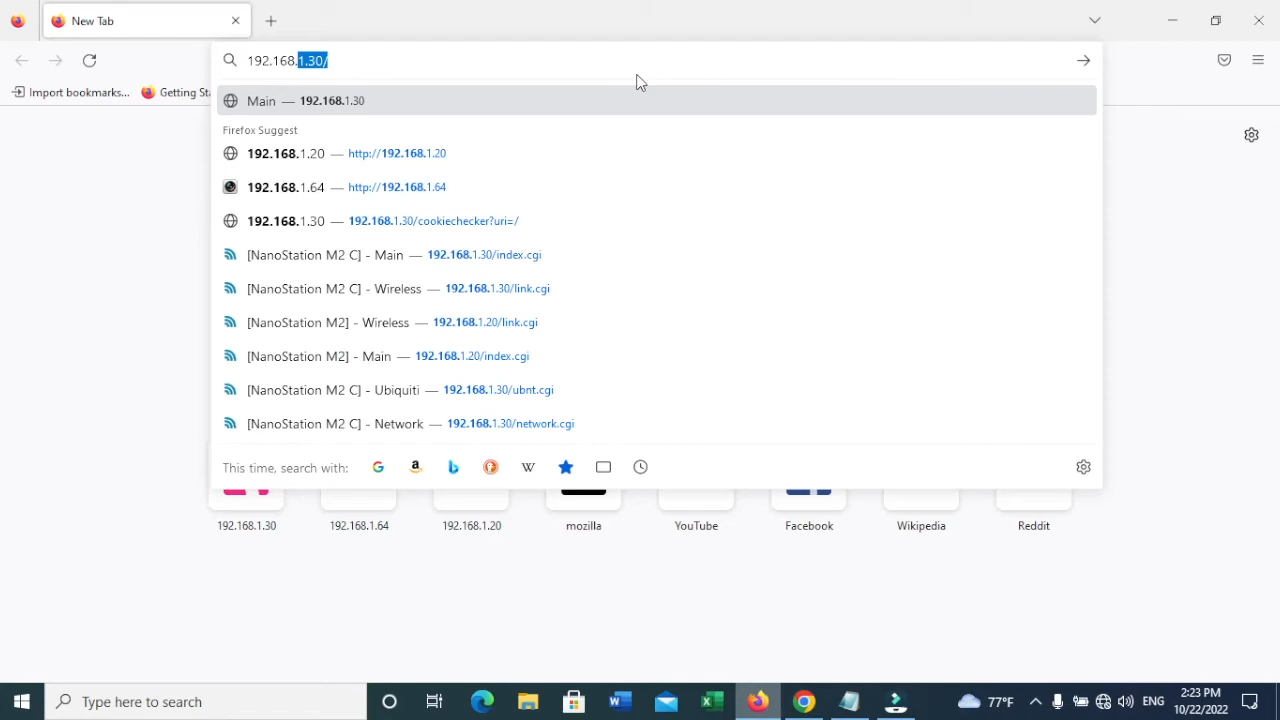 New Tab
192.168.1.30/
Import bookmarks...
Getting Sta
Main — 192.168.1.30
Firefox Suggest
192.168.1.20 — http://192.168.1.20
192.168.1.64 — http://192.168.1.64
192.168.1.30 — 192.168.1.30/cookiechecker?uri=/
[NanoStation M2 C] - Main — 192.168.1.30/index.cgi
[NanoStation M2 C] - Wireless — 192.168.1.30/link.cgi
[NanoStation M2] - Wireless — 192.168.1.20/link.cgi
[NanoStation M2] - Main — 192.168.1.20/index.cgi
[NanoStation M2 C] - Ubiquiti — 192.168.1.30/ubnt.cgi
[NanoStation M2 C] - Network — 192.168.1.30/network.cgi
This time, search with:
192.168.1.30
192.168.1.64
192.168.1.20
mozilla
YouTube
Facebook
Wikipedia
Reddit
Type here to search
77°F
ENG
2:23 PM
10/22/2022